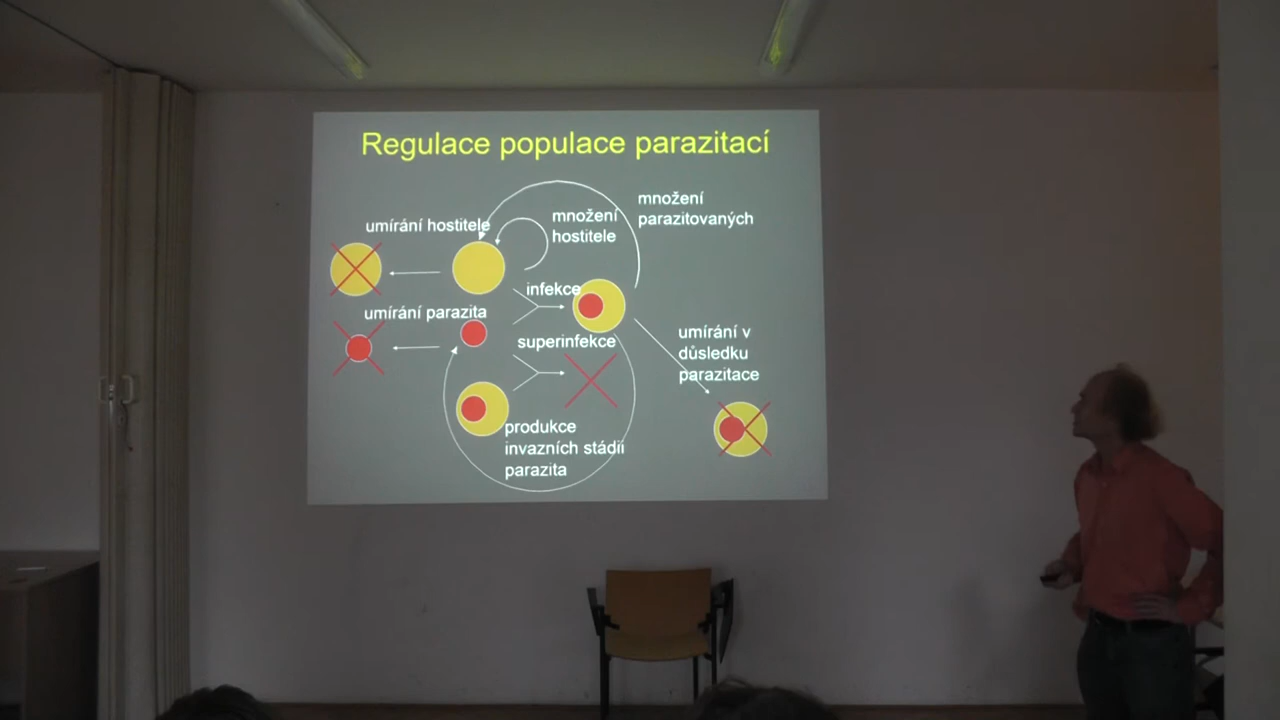 Regulace populace parazitací
množení
parazitovaných
umírání hostitele
množení
hostitele
infekce
umírání parazita
superinfekce
umírání v
důsledku
parazitace
produkce
invazních stádií
parazita